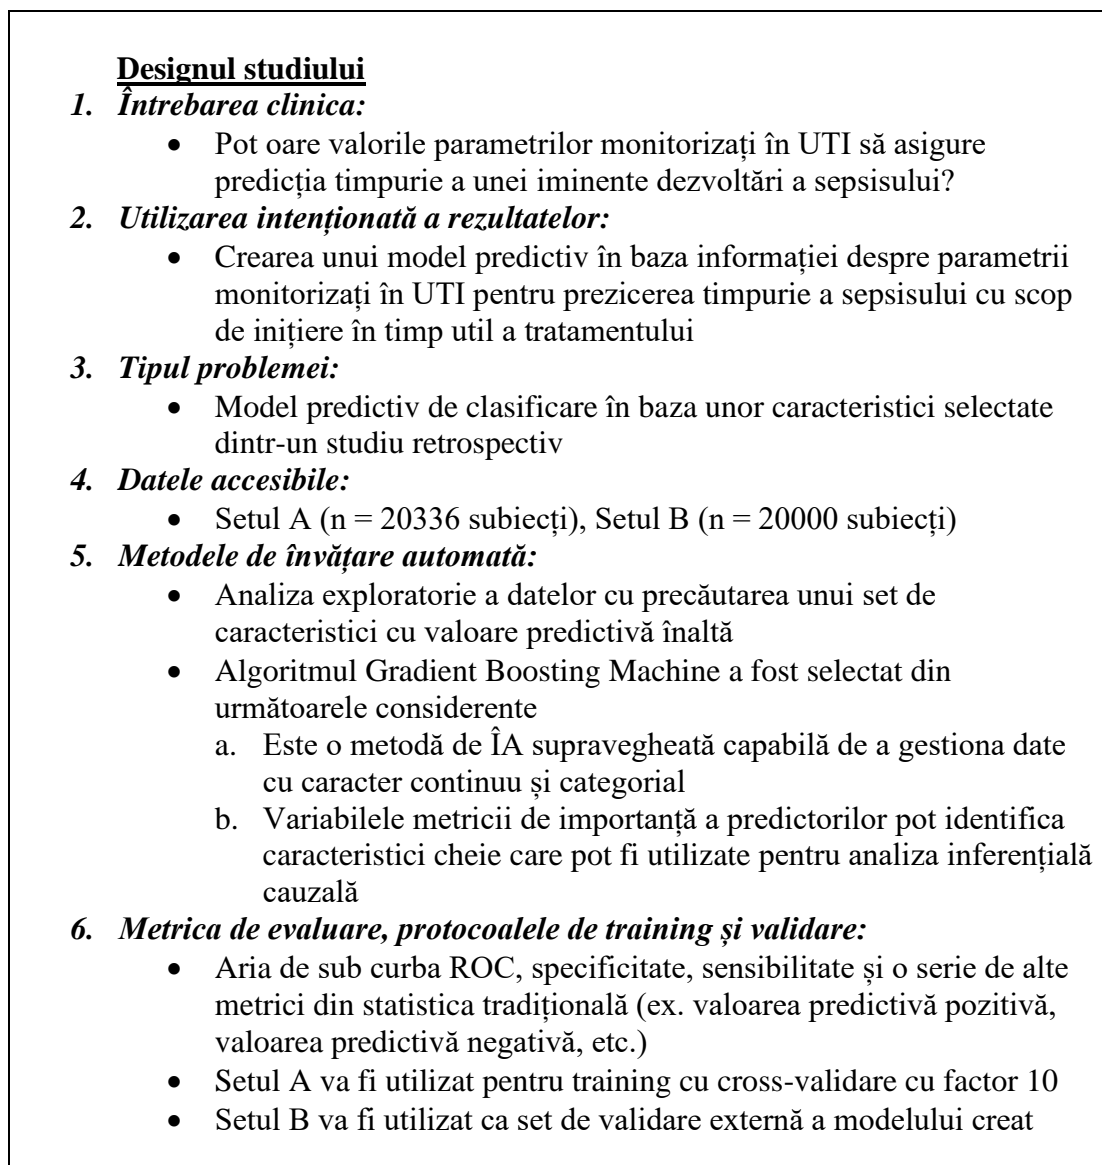 Designul studiului
1. Întrebarea clinica:
• Pot oare valorile parametrilor monitorizați în UTI să asigure
predicția timpurie a unei iminente dezvoltări a sepsisului?
2. Utilizarea intenționată a rezultatelor:
• Crearea unui model predictiv în baza informației despre parametrii
monitorizați în UTI pentru prezicerea timpurie a sepsisului cu scop
de inițiere în timp util a tratamentului
3. Tipul problemei:
• Model predictiv de clasificare în baza unor caracteristici selectate
dintr-un studiu retrospectiv
4. Datele accesibile:
• Setul A (n = 20336 subiecți), Setul B (n = 20000 subiecți)
5. Metodele de învățare automată:
• Analiza exploratorie a datelor cu precăutarea unui set de
caracteristici cu valoare predictivă înaltă
• Algoritmul Gradient Boosting Machine a fost selectat din
următoarele considerente
a. Este o metodă de ÎA supravegheată capabilă de a gestiona date
cu caracter continuu și categorial
b. Variabilele metricii de importanță a predictorilor pot identifica
caracteristici cheie care pot fi utilizate pentru analiza inferențială
cauzală
6. Metrica de evaluare, protocoalele de training și validare:
• Aria de sub curba ROC, specificitate, sensibilitate și o serie de alte
metrici din statistica tradițională (ex. valoarea predictivă pozitivă,
valoarea predictivă negativă, etc.)
• Setul A va fi utilizat pentru training cu cross-validare cu factor 10
• Setul B va fi utilizat ca set de validare externă a modelului creat